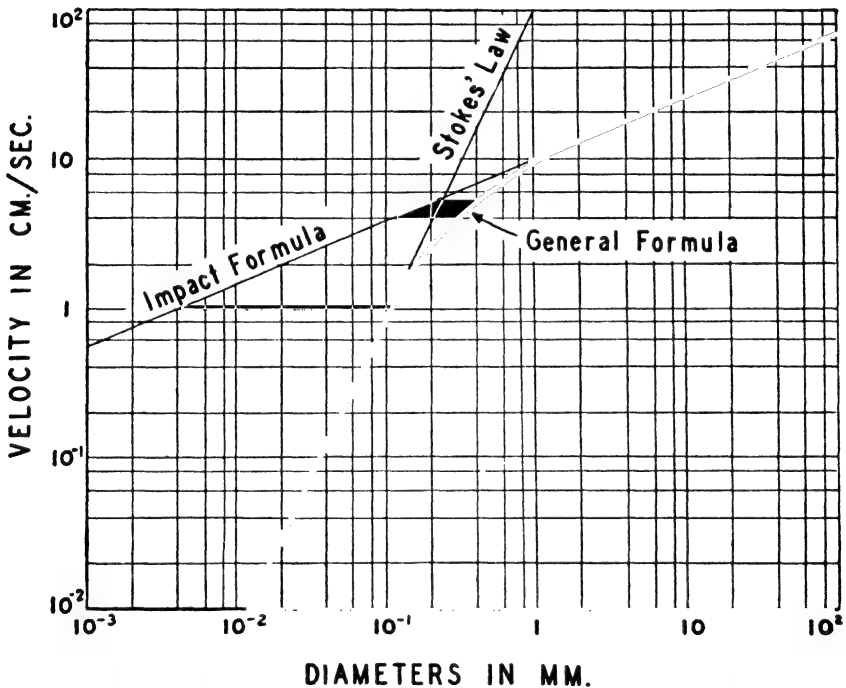 10²
Stokes' Law
10
General Formula
Impact Formula
1
10⁻¹
10⁻²
VELOCITY IN CM./SEC.
10⁻³ 10⁻² 10⁻¹ 1 10 10²
DIAMETERS IN MM.